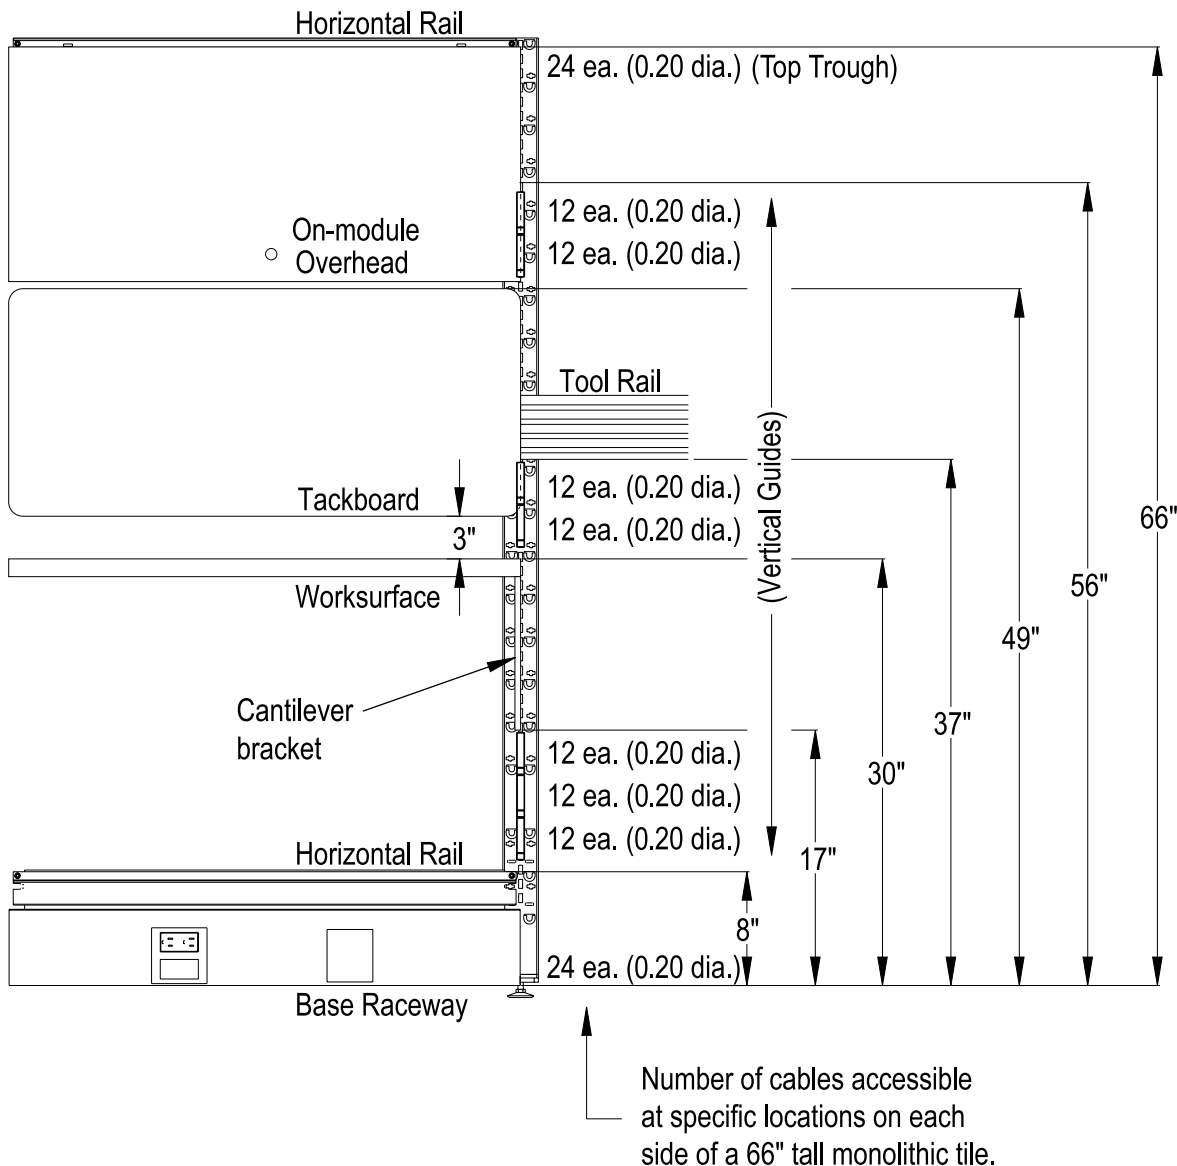 Horizontal Rail
24 ea. (0.20 dia.) (Top Trough)
12 ea. (0.20 dia.)
On-module
Overhead
12 ea. (0.20 dia.)
Tool Rail
(Vertical Guides)
Tackboard
12 ea. (0.20 dia.)
12 ea. (0.20 dia.)
3"
66"
56"
Worksurface
49"
Cantilever
bracket
37"
12 ea. (0.20 dia.)
30"
12 ea. (0.20 dia.)
12 ea. (0.20 dia.)
Horizontal Rail
17"
8"
24 ea. (0.20 dia.)
Base Raceway
Number of cables accessible
at specific locations on each
side of a 66" tall monolithic tile.